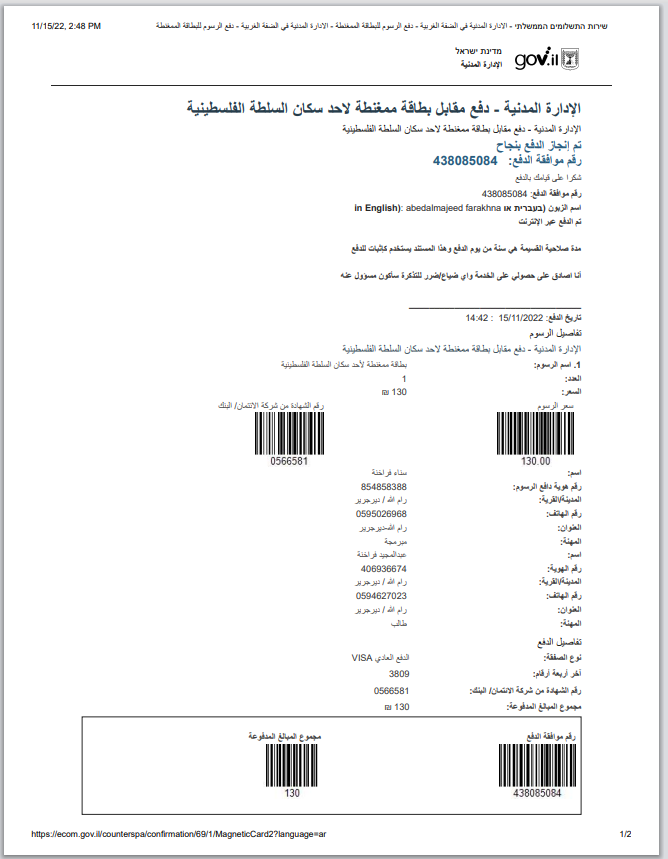 11/15/22, 2:48 PM
שירות התשלומים הממשלתי - الإدارة المدنية في الضفة الغربية - دفع الرسوم للبطاقة الممغنطة - الادارة المدنية في الضفة الغربية - دفع الرسوم للبطاقة الممغنطة
gov.il
מדינת ישראל
الإدارة المدنية
الإدارة المدنية - دفع مقابل بطاقة ممغنطة لاحد سكان السلطة الفلسطينية
الإدارة المدنية - دفع مقابل بطاقة ممغنطة لاحد سكان السلطة الفلسطينية
تم إنجاز الدفع بنجاح
رقم موافقة الدفع: 438085084
شكرا على قيامك بالدفع
رقم موافقة الدفع: 438085084
اسم الزبون (בעברית או in English): abedalmajeed farakhna
تم الدفع عبر الإنترنت
مدة صلاحية القسيمة هي سنة من يوم الدفع وهذا المستند يستخدم كإثبات للدفع
أنا اصادق على حصولي على الخدمة واي ضياع/ضرر للتذكرة سأكون مسؤول عنه
تاريخ الدفع: 15/11/2022 : 14:42
تفاصيل الرسوم
الإدارة المدنية - دفع مقابل بطاقة ممغنطة لاحد سكان السلطة الفلسطينية
1. اسم الرسوم: بطاقة ممغنطة لأحد سكان السلطة الفلسطينية
العدد: 1
السعر: 130 ₪
سعر الرسوم
رقم الشهادة من شركة الائتمان/ البنك
130.00
0566581
اسم: سناء فراخنة
رقم هوية دافع الرسوم: 854858388
المدينة/القرية: رام الله / ديرجرير
رقم الهاتف: 0595026968
العنوان: رام الله-ديرجرير
المهنة: مبرمجة
اسم: عبدالمجيد فراخنة
رقم الهوية: 406936674
المدينة/القرية: رام الله / ديرجرير
رقم الهاتف: 0594627023
العنوان: رام الله / ديرجرير
المهنة: طالب
تفاصيل الدفع
نوع الصفقة: الدفع العادي VISA
آخر أربعة أرقام: 3809
رقم الشهادة من شركة الائتمان/ البنك: 0566581
مجموع المبالغ المدفوعة: 130 ₪
رقم موافقة الدفع
مجموع المبالغ المدفوعة
438085084
130
https://ecom.gov.il/counterspa/confirmation/69/1/MagneticCard2?language=ar
1/2